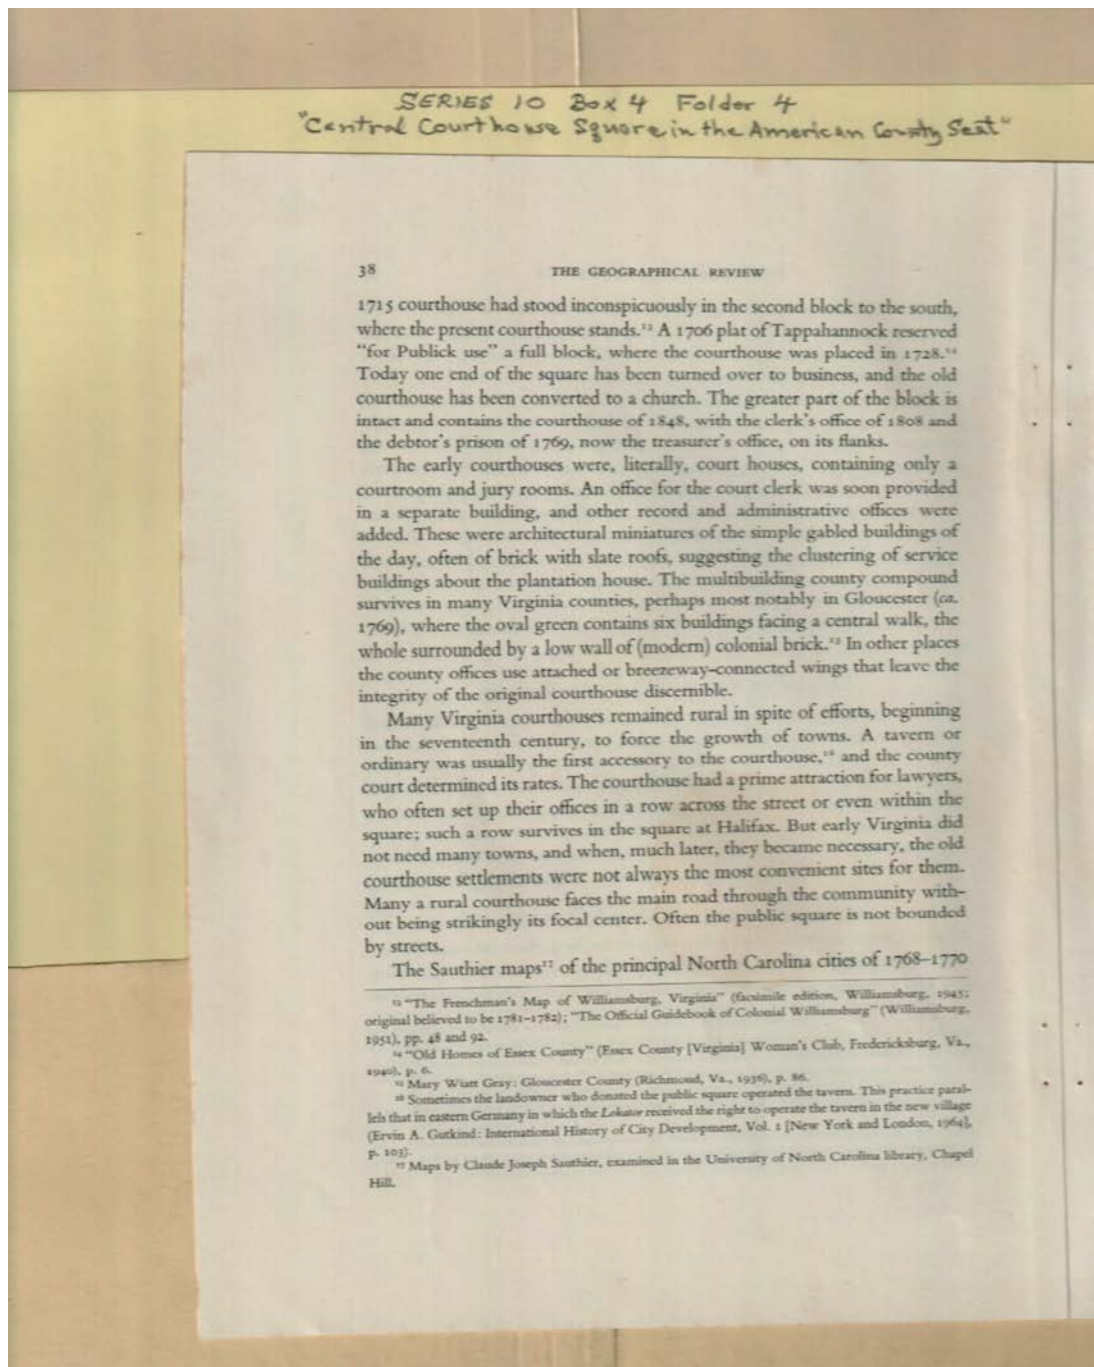 SERIES 10 Box 4 Folder 4
"Central Courthouse Square in the American County Seat"
38 THE GEOGRAPHICAL REVIEW
1715 courthouse had stood inconspicuously in the second block to the south,
where the present courthouse stands.¹³ A 1706 plat of Tappahannock reserved
“for Publick use” a full block, where the courthouse was placed in 1728.¹⁴
Today one end of the square has been turned over to business, and the old
courthouse has been converted to a church. The greater part of the block is
intact and contains the courthouse of 1848, with the clerk’s office of 1808 and
the debtor’s prison of 1769, now the treasurer’s office, on its flanks.
The early courthouses were, literally, court houses, containing only a
courtroom and jury rooms. An office for the court clerk was soon provided
in a separate building, and other record and administrative offices were
added. These were architectural miniatures of the simple gabled buildings of
the day, often of brick with slate roofs, suggesting the clustering of service
buildings about the plantation house. The multibuilding county compound
survives in many Virginia counties, perhaps most notably in Gloucester (ca.
1769), where the oval green contains six buildings facing a central walk, the
whole surrounded by a low wall of (modern) colonial brick.¹⁵ In other places
the county offices use attached or breezeway-connected wings that leave the
integrity of the original courthouse discernible.
Many Virginia courthouses remained rural in spite of efforts, beginning
in the seventeenth century, to force the growth of towns. A tavern or
ordinary was usually the first accessory to the courthouse,¹⁶ and the county
court determined its rates. The courthouse had a prime attraction for lawyers,
who often set up their offices in a row across the street or even within the
square; such a row survives in the square at Halifax. But early Virginia did
not need many towns, and when, much later, they became necessary, the old
courthouse settlements were not always the most convenient sites for them.
Many a rural courthouse faces the main road through the community with-
out being strikingly its focal center. Often the public square is not bounded
by streets.
The Sauthier maps¹⁷ of the principal North Carolina cities of 1768–1770
¹³ “The Frenchman’s Map of Williamsburg, Virginia” (facsimile edition, Williamsburg, 1945;
original believed to be 1781–1782); “The Official Guidebook of Colonial Williamsburg” (Williamsburg,
1951), pp. 48 and 92.
¹⁴ “Old Homes of Essex County” (Essex County [Virginia] Woman’s Club, Fredericksburg, Va.,
1940), p. 6.
¹⁵ Mary Wiatt Gray: Gloucester County (Richmond, Va., 1936), p. 86.
¹⁶ Sometimes the landowner who donated the public square operated the tavern. This practice paral-
lels that in eastern Germany in which the Lokator received the right to operate the tavern in the new village
(Ervin A. Gutkind: International History of City Development, Vol. 1 [New York and London, 1964],
p. 103).
¹⁷ Maps by Claude Joseph Sauthier, examined in the University of North Carolina library, Chapel
Hill.